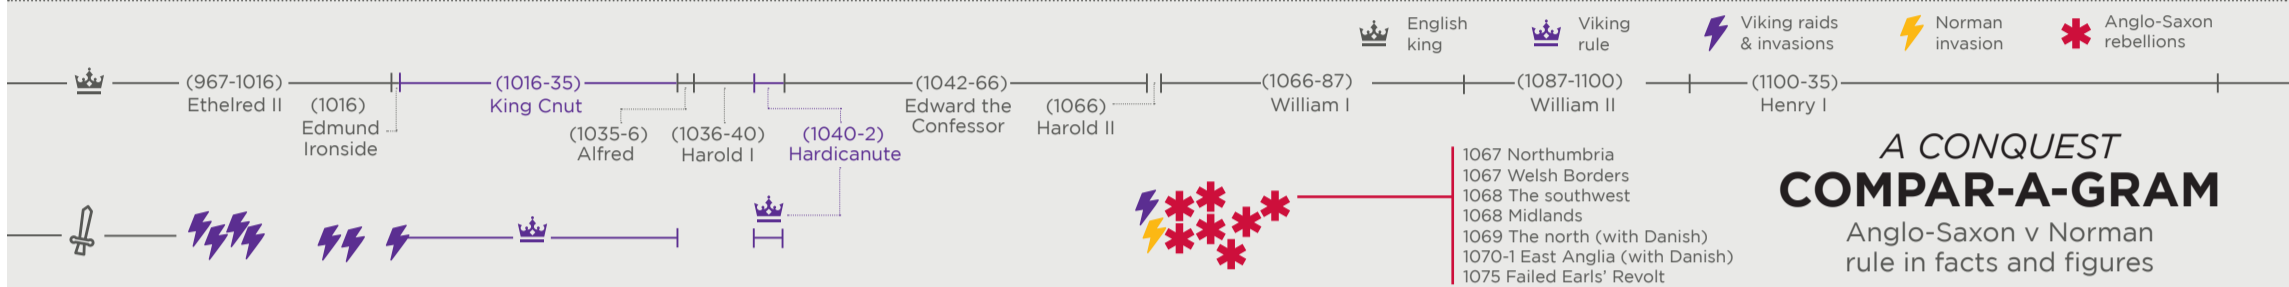 English
king
Viking
rule
Viking raids
& invasions
Norman
invasion
Anglo-Saxon
rebellions
(967-1016)
Ethelred II
(1016)
Edmund
Ironside
(1016-35)
King Cnut
(1035-6)
Alfred
(1036-40)
Harold I
(1040-2)
Hardicanute
(1042-66)
Edward the
Confessor
(1066)
Harold II
(1066-87)
William I
(1087-1100)
William II
(1100-35)
Henry I
1067 Northumbria
1067 Welsh Borders
1068 The southwest
1068 Midlands
1069 The north (with Danish)
1070-1 East Anglia (with Danish)
1075 Failed Earls' Revolt
A CONQUEST
COMPAR-A-GRAM
Anglo-Saxon v Norman
rule in facts and figures